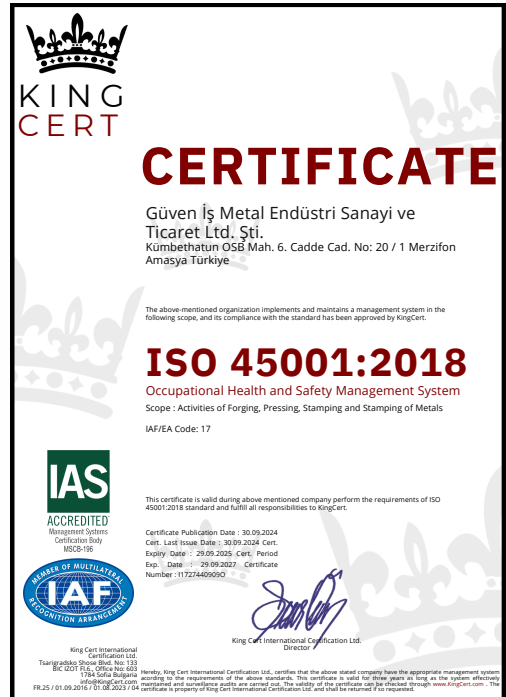 KING
CERT
CERTIFICATE
Güven İş Metal Endüstri Sanayi ve
Ticaret Ltd. Şti.
Kümbethatun OSB Mah. 6. Cadde Cad. No: 20 / 1 Merzifon
Amasya Türkiye
The above-mentioned organization implements and maintains a management system in the
following scope, and its compliance with the standard has been approved by KingCert.
ISO 45001:2018
Occupational Health and Safety Management System
Scope : Activities of Forging, Pressing, Stamping and Stamping of Metals
IAF/EA Code: 17
IAS
ACCREDITED
Management Systems
Certification Body
MSCB-196
This certificate is valid during above mentioned company perform the requirements of ISO
45001:2018 standard and fulfill all responsibilities to KingCert.
Certificate Publication Date : 30.09.2024
Cert. Last Issue Date : 30.09.2024 Cert.
Expiry Date : 29.09.2025 Cert. Period
Exp. Date : 29.09.2027 Certificate
Number : I1727440909O
MEMBER OF MULTILATERAL
IAF
RECOGNITION ARRANGEMENT
King Cert International Certification Ltd.
Director
King Cert International
Certification Ltd.
Tsarigradsko Shose Blvd. No: 133
BIC IZOT Fl.6., Office No: 603
1784 Sofia Bulgaria
info@KingCert.com
FR.25 / 01.09.2016 / 01.08.2023 / 04
Hereby, King Cert International Certification Ltd., certifies that the above stated company have the appropriate management system
acording to the requirements of the above standards. This certificate is valid for three years as long as the system effectively
maintained and surveillance audits are carried out. The validity of the certificate can be checked through www.KingCert.com . The
certificate is property of King Cert International Certification Ltd. and shall be returned if so requested.